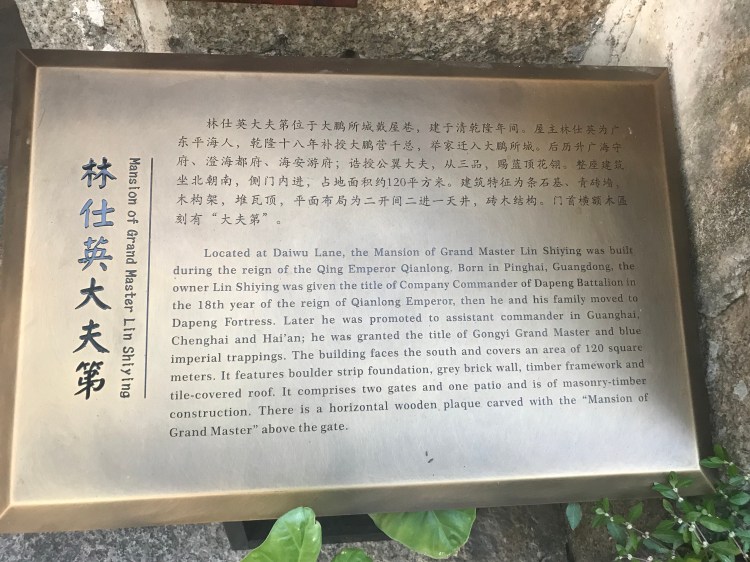 林仕英大夫第
Mansion of Grand Master Lin Shiying
林仕英大夫第位于大鹏所城戴屋巷，建于清乾隆年间。屋主林仕英为广
东平海人，乾隆十八年补授大鹏营千总，举家迁入大鹏所城。后历升广海守
府、澄海都府、海安游府；诰授公翼大夫，从三品，赐蓝顶花翎。整座建筑
坐北朝南，侧门内进，占地面积约120平方米。建筑特征为条石基、青砖墙，
木构架，堆瓦顶，平面布局为二开间二进一天井，砖木结构。门首横额木匾
刻有“大夫第”。
Located at Daiwu Lane, the Mansion of Grand Master Lin Shiying was built
during the reign of the Qing Emperor Qianlong. Born in Pinghai, Guangdong, the
owner Lin Shiying was given the title of Company Commander of Dapeng Battalion in
the 18th year of the reign of Qianlong Emperor, then he and his family moved to
Dapeng Fortress. Later he was promoted to assistant commander in Guanghai,
Chenghai and Hai’an; he was granted the title of Gongyi Grand Master and blue
imperial trappings. The building faces the south and covers an area of 120 square
meters. It features boulder strip foundation, grey brick wall, timber framework and
tile-covered roof. It comprises two gates and one patio and is of masonry-timber
construction. There is a horizontal wooden plaque carved with the “Mansion of
Grand Master” above the gate.